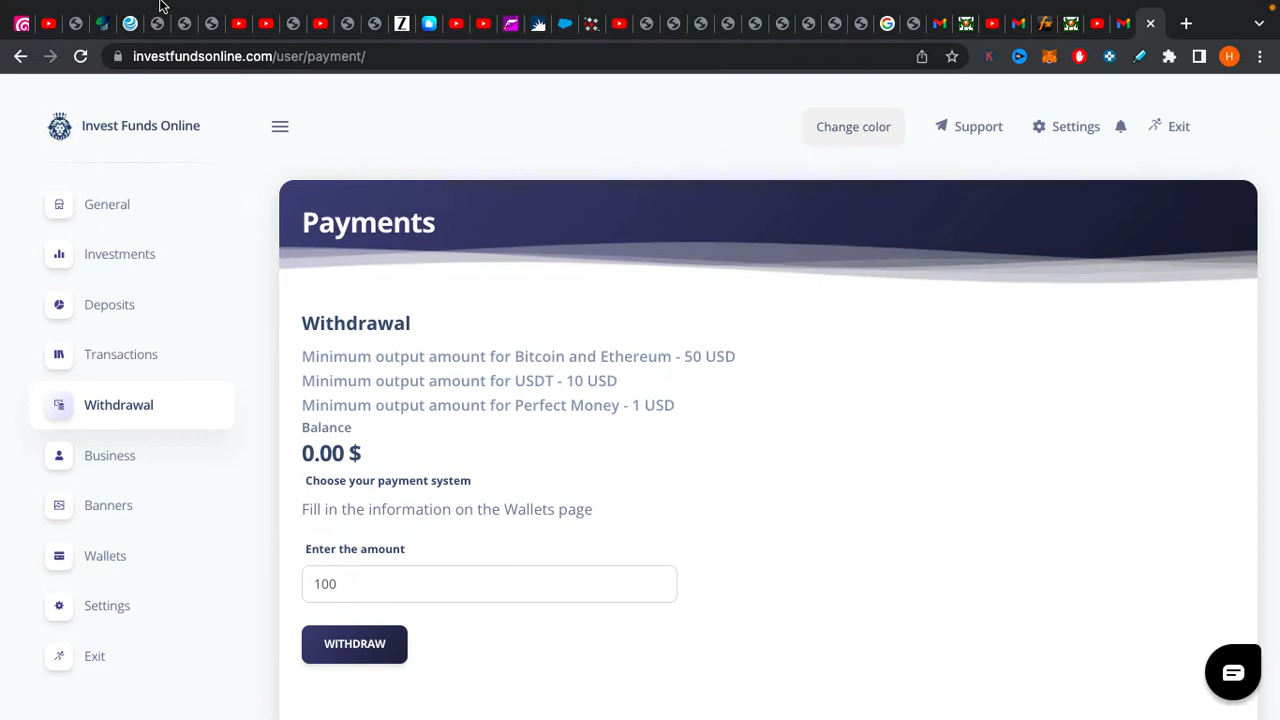 investfundsonline.com/user/payment/
H
Invest Funds Online
Change color
Support
Settings
Exit
General
Investments
Deposits
Transactions
Withdrawal
Business
Banners
Wallets
Settings
Exit
Payments
Withdrawal
Minimum output amount for Bitcoin and Ethereum - 50 USD
Minimum output amount for USDT - 10 USD
Minimum output amount for Perfect Money - 1 USD
Balance
0.00 $
Choose your payment system
Fill in the information on the Wallets page
Enter the amount
100
WITHDRAW